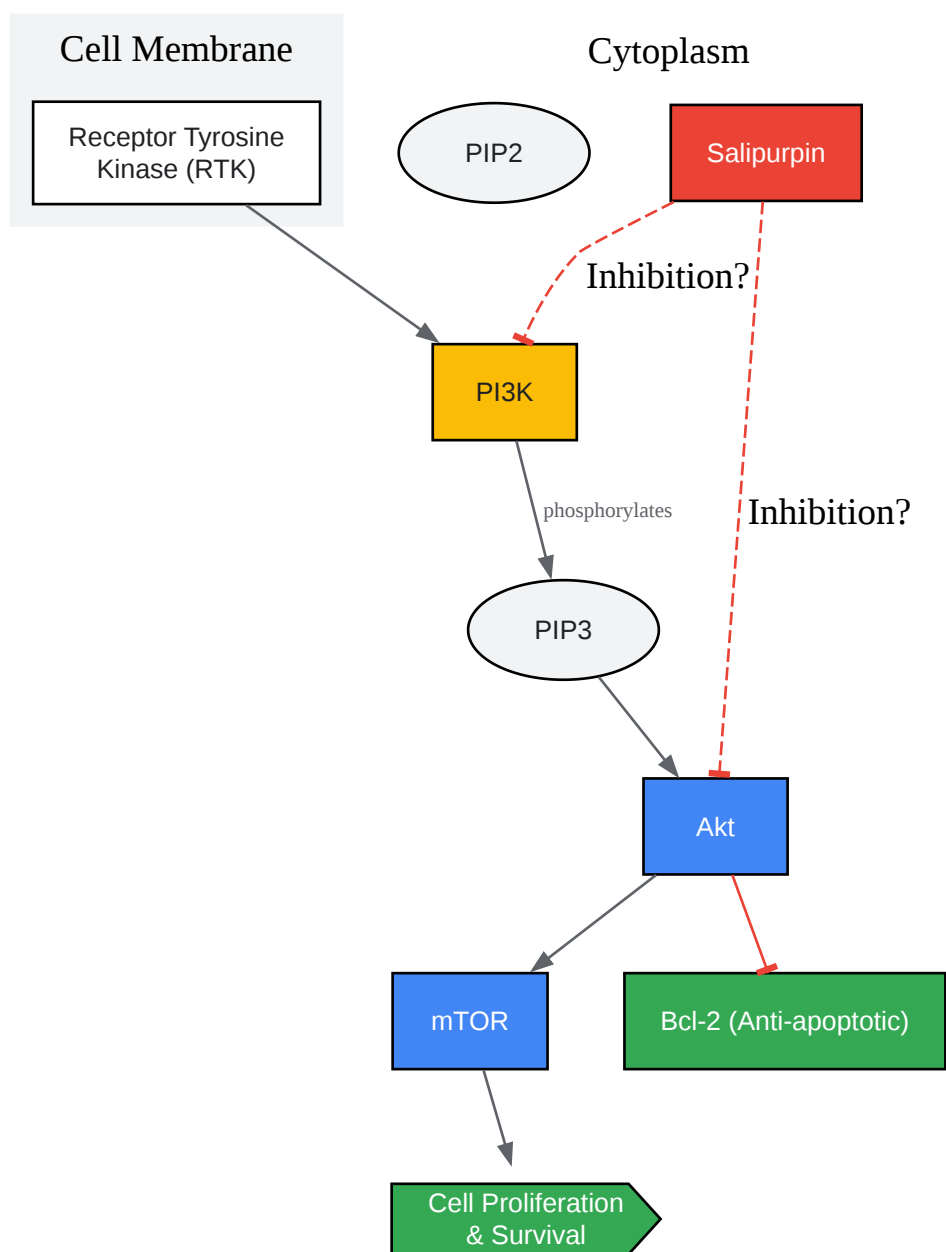 Cell Membrane
Cytoplasm
Receptor Tyrosine
Kinase (RTK)
PIP2
Salipurpin
Inhibition?
PI3K
phosphorylates
Inhibition?
PIP3
Akt
mTOR
Bcl-2 (Anti-apoptotic)
Cell Proliferation
& Survival